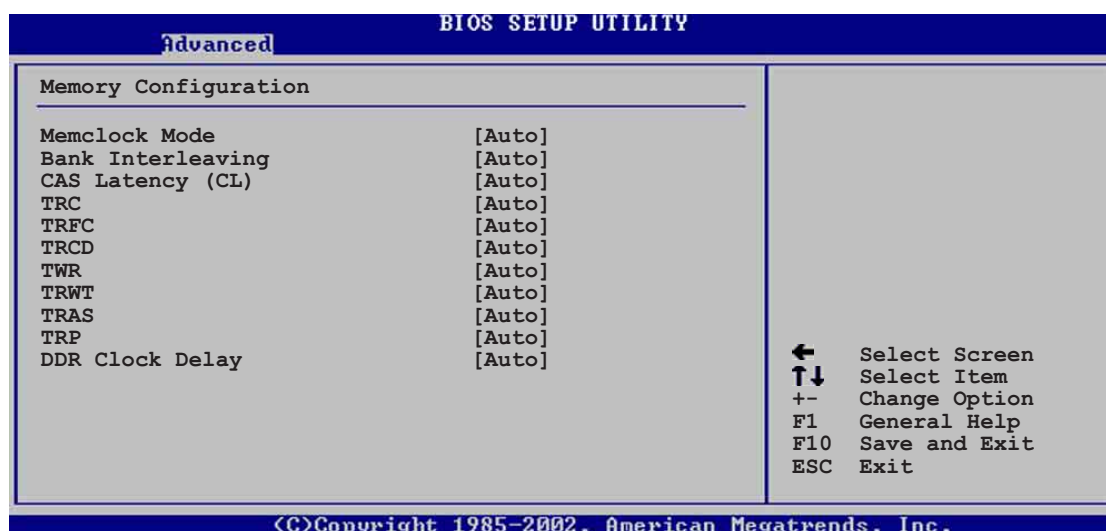 BIOS SETUP UTILITY
Advanced
Memory Configuration
Memclock Mode [Auto]
Bank Interleaving [Auto]
CAS Latency (CL) [Auto]
TRC [Auto]
TRFC [Auto]
TRCD [Auto]
TWR [Auto]
TRWT [Auto]
TRAS [Auto]
TRP [Auto]
DDR Clock Delay [Auto]
← Select Screen
↑↓ Select Item
+- Change Option
F1 General Help
F10 Save and Exit
ESC Exit
(C)Copyright 1985-2002, American Megatrends, Inc.